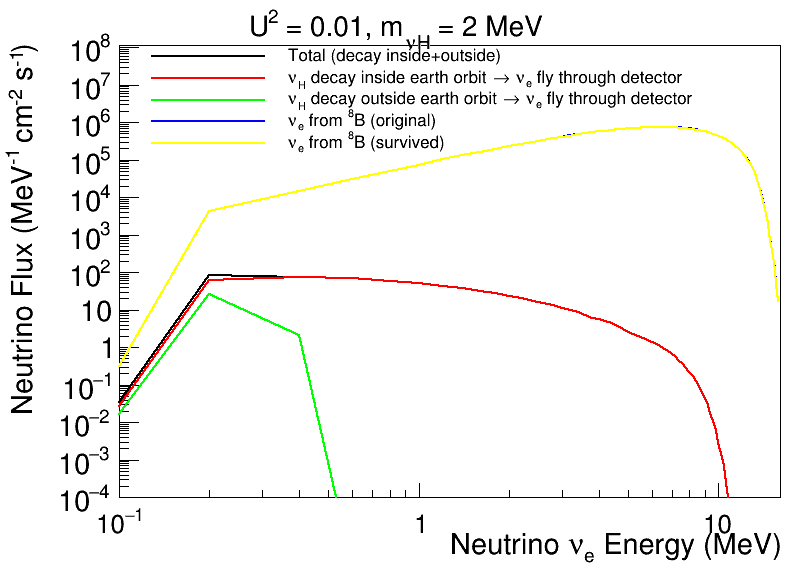 U² = 0.01, m_νH = 2 MeV
Neutrino Flux (MeV⁻¹ cm⁻² s⁻¹)
10⁸
10⁷
10⁶
10⁵
10⁴
10³
10²
10
1
10⁻¹
10⁻²
10⁻³
10⁻⁴
Total (decay inside+outside)
ν_H decay inside earth orbit → ν_e fly through detector
ν_H decay outside earth orbit → ν_e fly through detector
ν_e from ⁸B (original)
ν_e from ⁸B (survived)
10⁻¹ 1 10
Neutrino ν_e Energy (MeV)